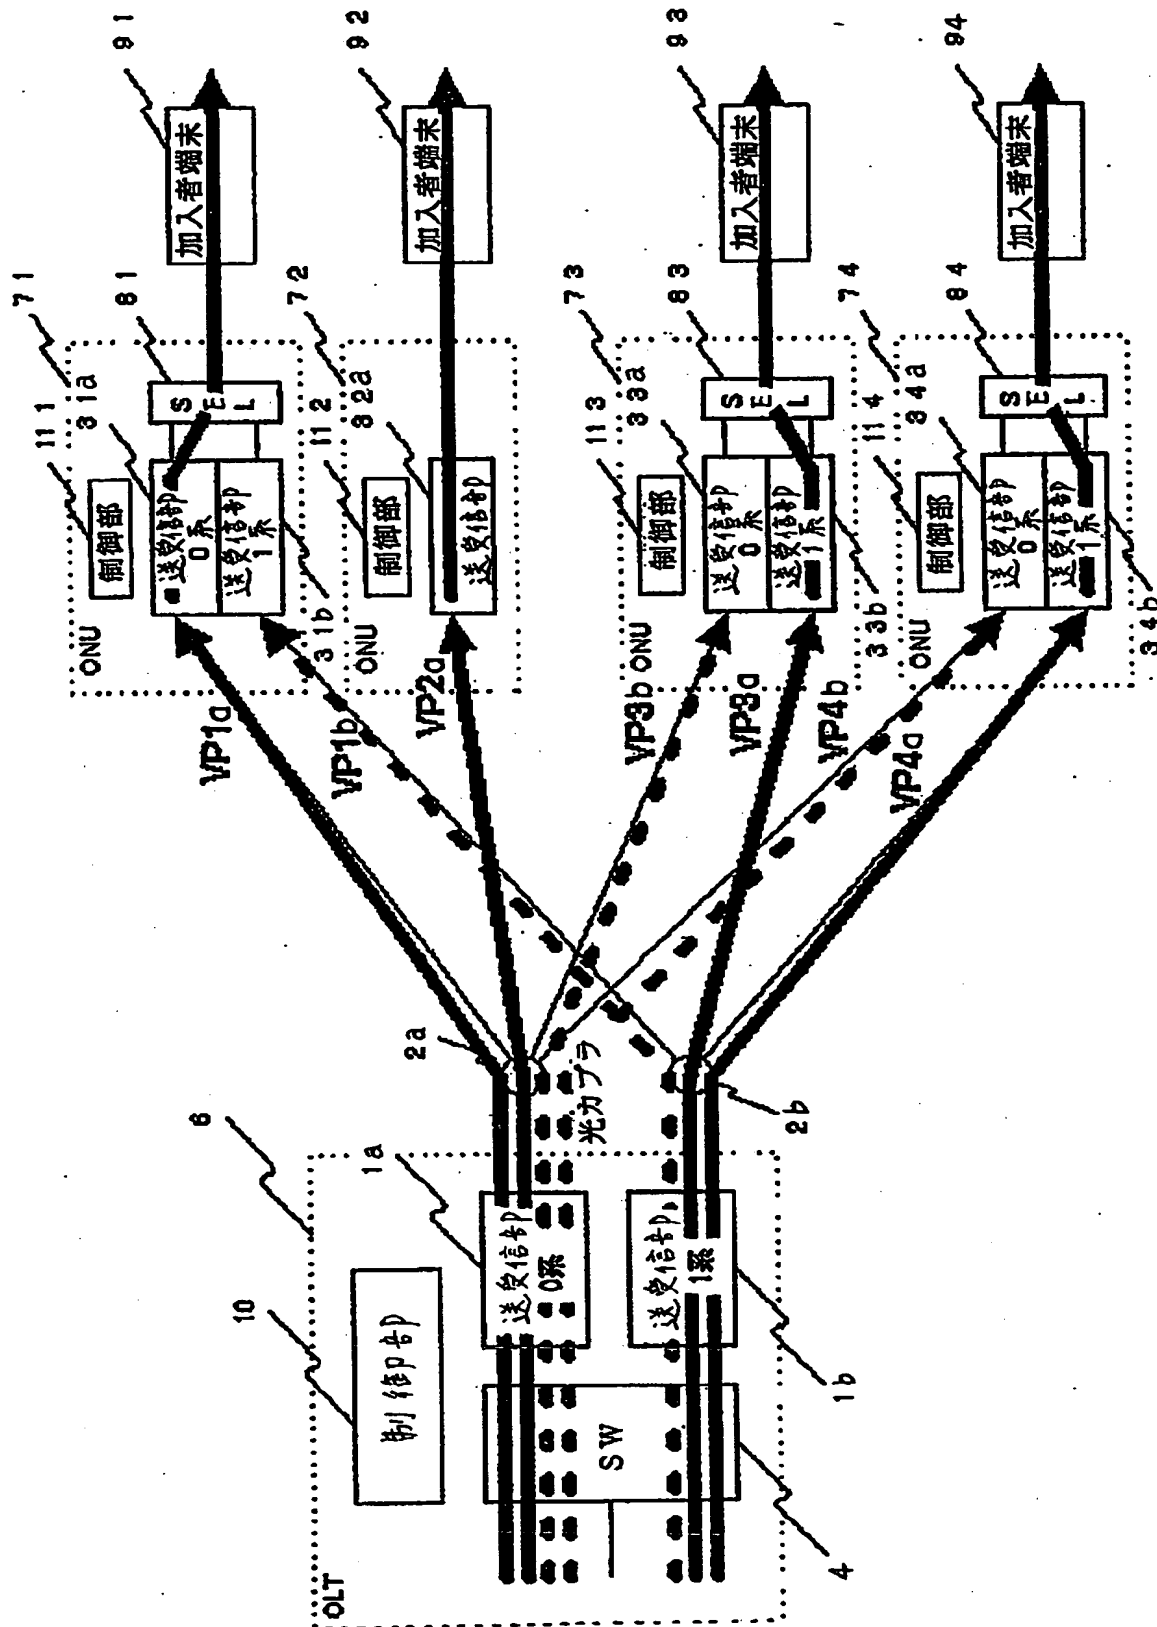 OLT
6
10
制御部
1a
送受信部
0系
送受信部
1系
1b
SW
4
2a
光カプラ
2b
VP1a
VP1b
VP2a
VP3b
VP3a
VP4b
VP4a
71
111
31a
81
91
制御部
送受信部
0系
送受信部
1系
SEL
ONU
31b
加入者端末
72
112
32a
92
制御部
送受信部
ONU
加入者端末
73
113
33a
83
93
制御部
送受信部
0系
送受信部
1系
SEL
ONU
33b
加入者端末
74
114
34a
84
94
制御部
送受信部
0系
送受信部
1系
SEL
ONU
34b
加入者端末